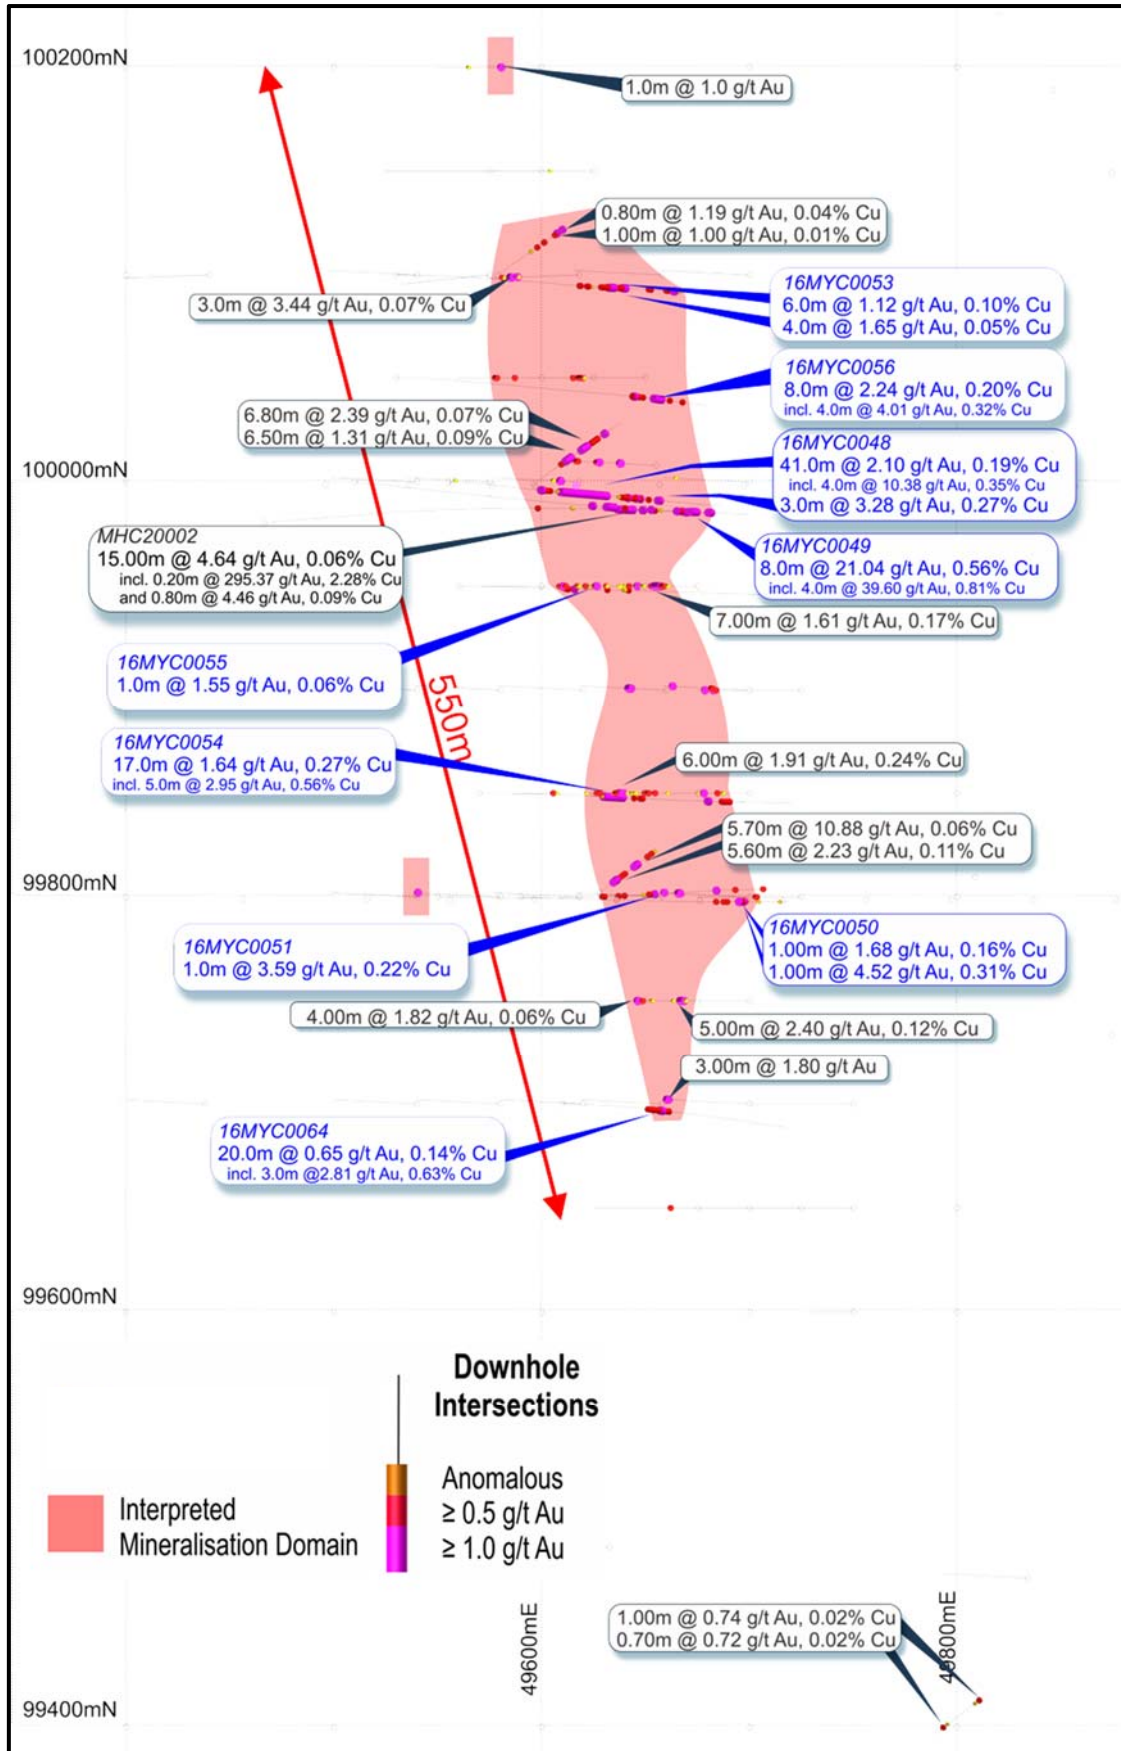 100200mN
1.0m @ 1.0 g/t Au
0.80m @ 1.19 g/t Au, 0.04% Cu
1.00m @ 1.00 g/t Au, 0.01% Cu
3.0m @ 3.44 g/t Au, 0.07% Cu
16MYC0053
6.0m @ 1.12 g/t Au, 0.10% Cu
4.0m @ 1.65 g/t Au, 0.05% Cu
16MYC0056
8.0m @ 2.24 g/t Au, 0.20% Cu
incl. 4.0m @ 4.01 g/t Au, 0.32% Cu
6.80m @ 2.39 g/t Au, 0.07% Cu
6.50m @ 1.31 g/t Au, 0.09% Cu
16MYC0048
41.0m @ 2.10 g/t Au, 0.19% Cu
incl. 4.0m @ 10.38 g/t Au, 0.35% Cu
3.0m @ 3.28 g/t Au, 0.27% Cu
100000mN
MHC20002
15.00m @ 4.64 g/t Au, 0.06% Cu
incl. 0.20m @ 295.37 g/t Au, 2.28% Cu
and 0.80m @ 4.46 g/t Au, 0.09% Cu
16MYC0049
8.0m @ 21.04 g/t Au, 0.56% Cu
incl. 4.0m @ 39.60 g/t Au, 0.81% Cu
7.00m @ 1.61 g/t Au, 0.17% Cu
16MYC0055
1.0m @ 1.55 g/t Au, 0.06% Cu
550m
16MYC0054
17.0m @ 1.64 g/t Au, 0.27% Cu
incl. 5.0m @ 2.95 g/t Au, 0.56% Cu
6.00m @ 1.91 g/t Au, 0.24% Cu
5.70m @ 10.88 g/t Au, 0.06% Cu
5.60m @ 2.23 g/t Au, 0.11% Cu
99800mN
16MYC0051
1.0m @ 3.59 g/t Au, 0.22% Cu
16MYC0050
1.00m @ 1.68 g/t Au, 0.16% Cu
1.00m @ 4.52 g/t Au, 0.31% Cu
4.00m @ 1.82 g/t Au, 0.06% Cu
5.00m @ 2.40 g/t Au, 0.12% Cu
3.00m @ 1.80 g/t Au
16MYC0064
20.0m @ 0.65 g/t Au, 0.14% Cu
incl. 3.0m @2.81 g/t Au, 0.63% Cu
99600mN
Downhole
Intersections
Anomalous
≥ 0.5 g/t Au
≥ 1.0 g/t Au
Interpreted
Mineralisation Domain
49600mE
49800mE
1.00m @ 0.74 g/t Au, 0.02% Cu
0.70m @ 0.72 g/t Au, 0.02% Cu
99400mN